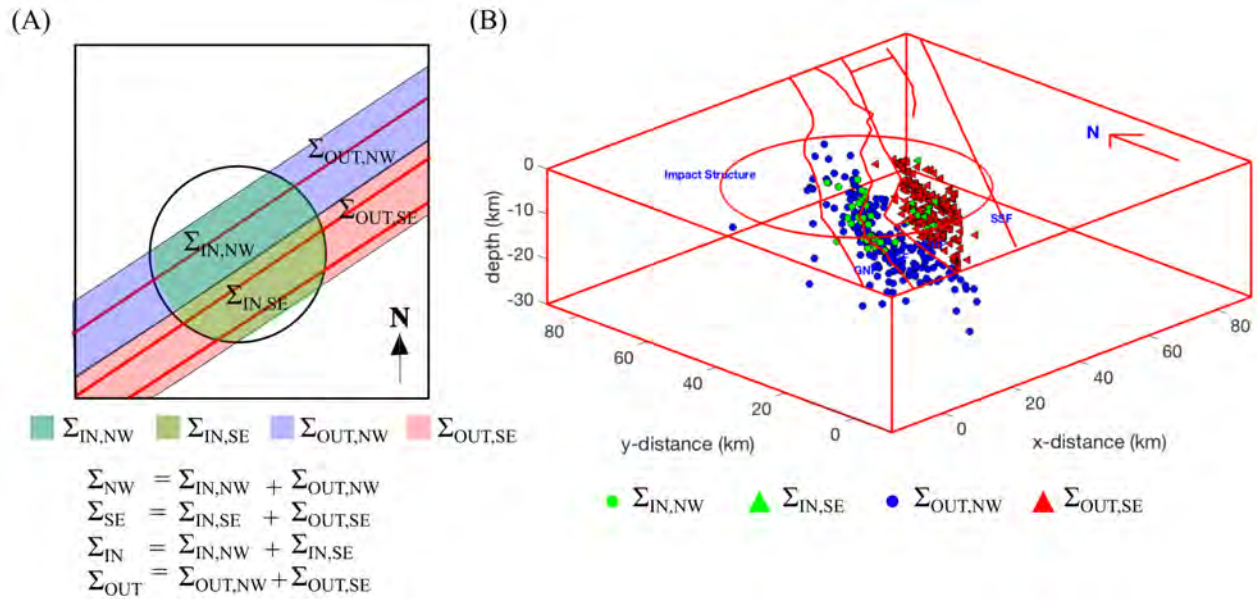 (A)
Σ_OUT,NW
Σ_OUT,SE
Σ_IN,NW
Σ_IN,SE
N
Σ_IN,NW Σ_IN,SE Σ_OUT,NW Σ_OUT,SE
Σ_NW = Σ_IN,NW + Σ_OUT,NW
Σ_SE = Σ_IN,SE + Σ_OUT,SE
Σ_IN = Σ_IN,NW + Σ_IN,SE
Σ_OUT = Σ_OUT,NW + Σ_OUT,SE
(B)
N
Impact Structure
SSF
0
-10
-20
-30
depth (km)
80
60
40
20
0
y-distance (km)
0
20
40
60
80
x-distance (km)
Σ_IN,NW Σ_IN,SE Σ_OUT,NW Σ_OUT,SE